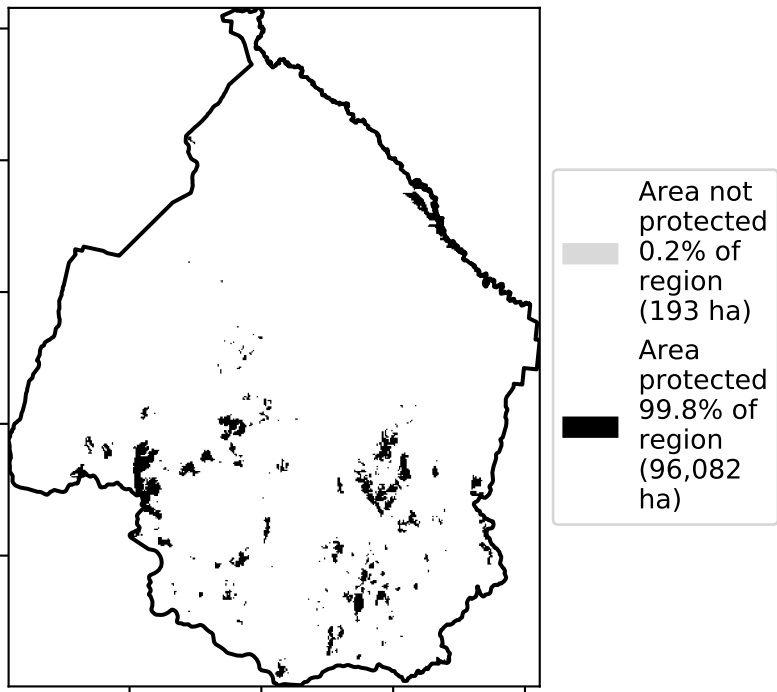 Area not
protected
0.2% of
region
(193 ha)
Area
protected
99.8% of
region
(96,082
ha)